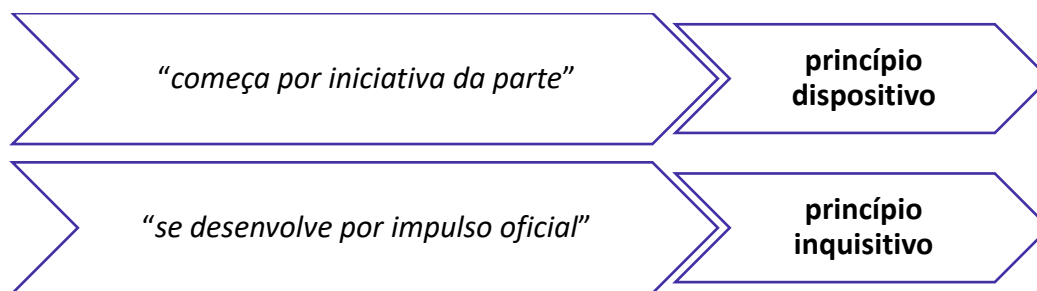 “começa por iniciativa da parte”
princípio
dispositivo
“se desenvolve por impulso oficial”
princípio
inquisitivo